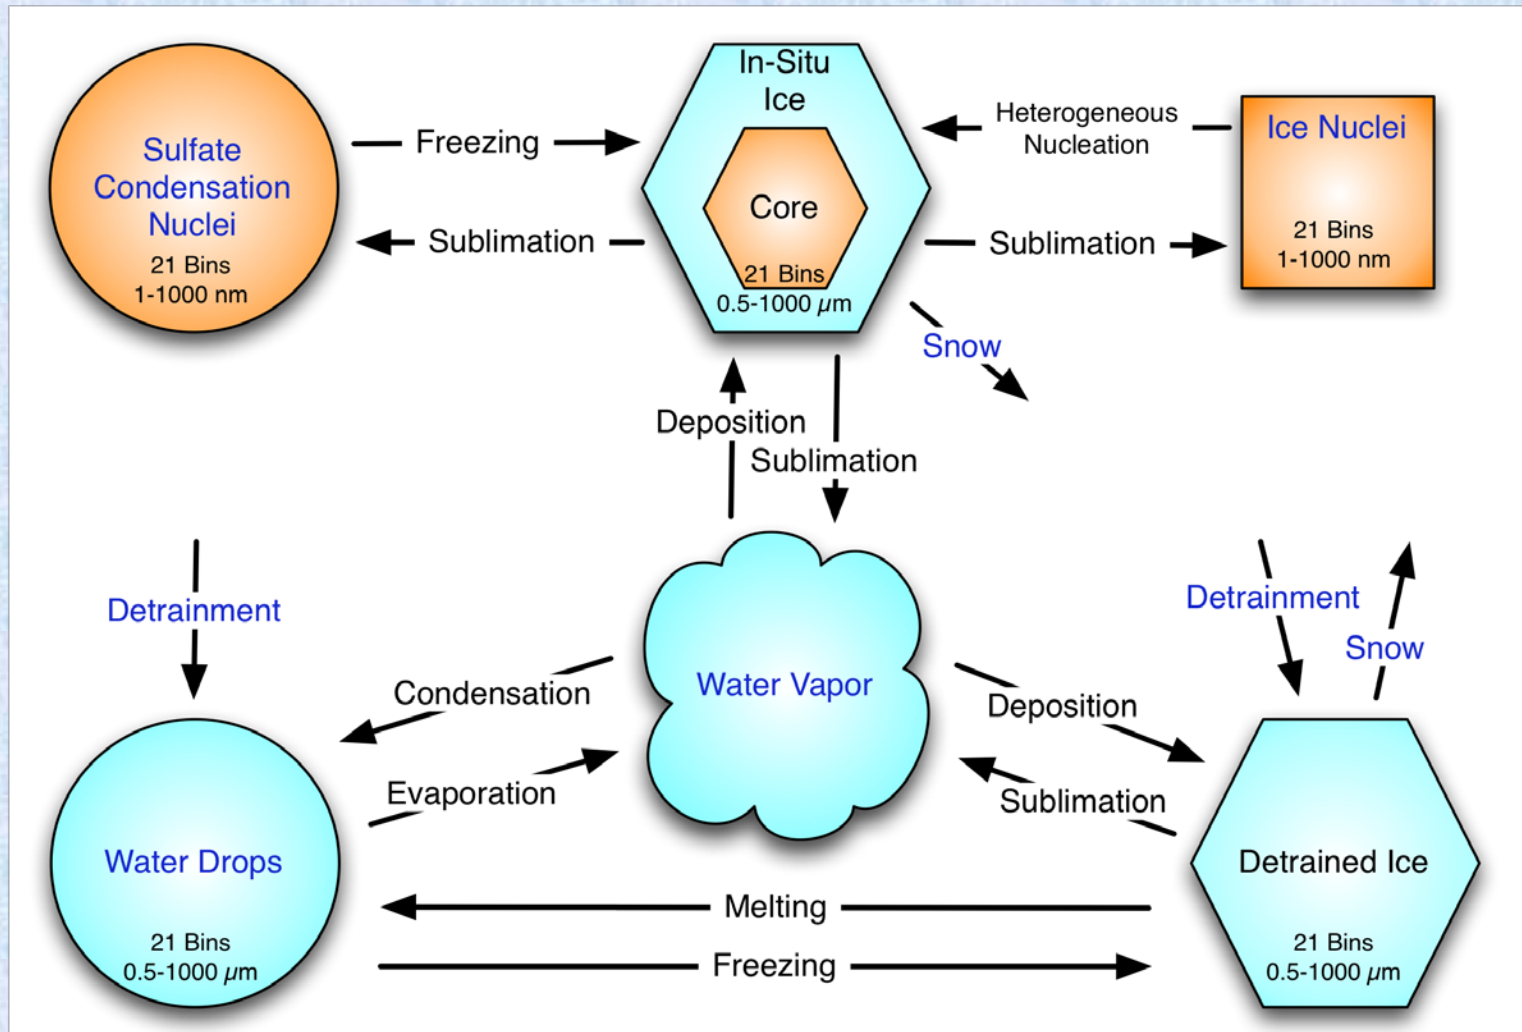 Sulfate
Condensation
Nuclei
21 Bins
1-1000 nm
Freezing
Sublimation
In-Situ
Ice
Core
21 Bins
0.5-1000 µm
Heterogeneous
Nucleation
Sublimation
Ice Nuclei
21 Bins
1-1000 nm
Snow
Deposition
Sublimation
Detrainment
Condensation
Evaporation
Water Vapor
Deposition
Sublimation
Detrainment
Snow
Water Drops
21 Bins
0.5-1000 µm
Melting
Freezing
Detrained Ice
21 Bins
0.5-1000 µm